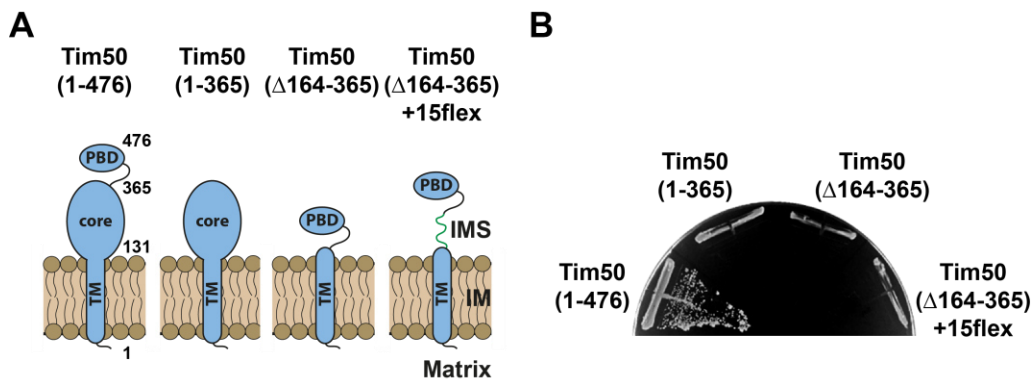 A
Tim50
(1-476)
Tim50
(1-365)
Tim50
(Δ164-365)
Tim50
(Δ164-365)
+15flex
476
PBD
365
core
131
TM
1
core
TM
PBD
TM
PBD
IMS
TM
IM
Matrix
B
Tim50
(1-365)
Tim50
(Δ164-365)
Tim50
(1-476)
Tim50
(Δ164-365)
+15flex